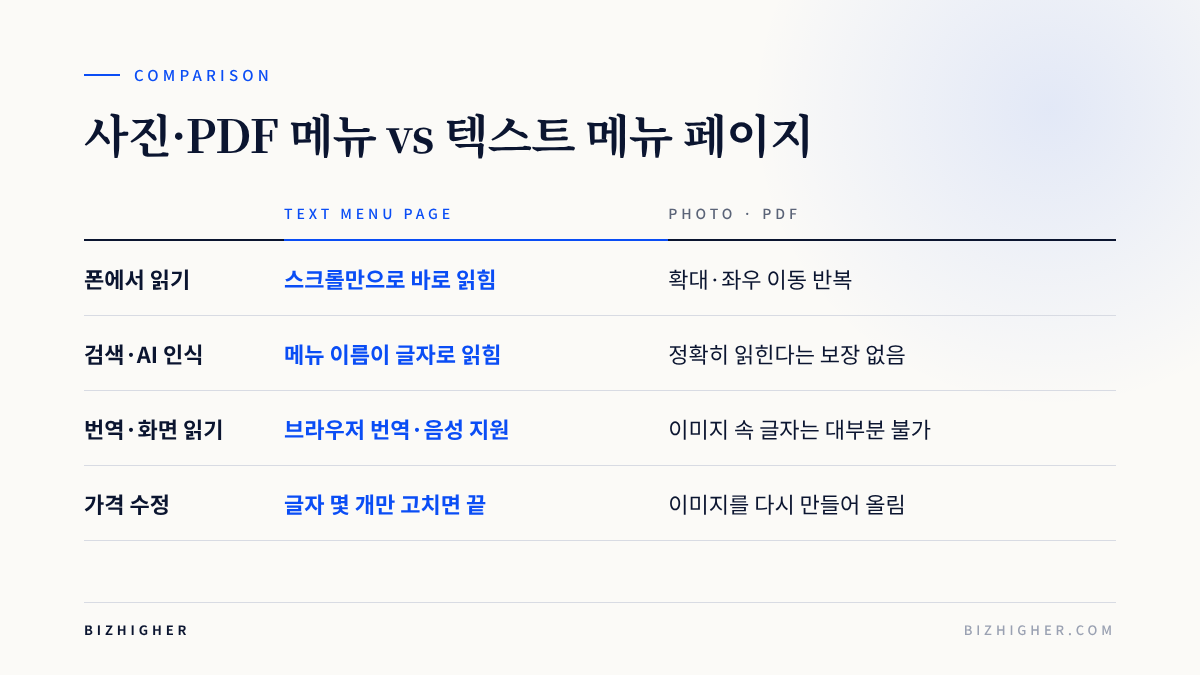 COMPARISON
사진·PDF 메뉴 vs 텍스트 메뉴 페이지
TEXT MENU PAGE PHOTO · PDF
폰에서 읽기 스크롤만으로 바로 읽힘 확대·좌우 이동 반복
검색·AI 인식 메뉴 이름이 글자로 읽힘 정확히 읽힌다는 보장 없음
번역·화면 읽기 브라우저 번역·음성 지원 이미지 속 글자는 대부분 불가
가격 수정 글자 몇 개만 고치면 끝 이미지를 다시 만들어 올림
BIZHIGHER BIZHIGHER.COM